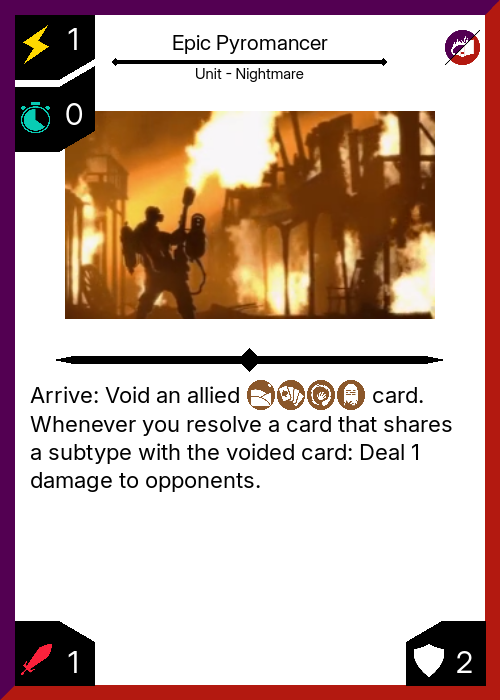 1
Epic Pyromancer
Unit - Nightmare
0
Arrive: Void an allied card.
Whenever you resolve a card that shares
a subtype with the voided card: Deal 1
damage to opponents.
1
2